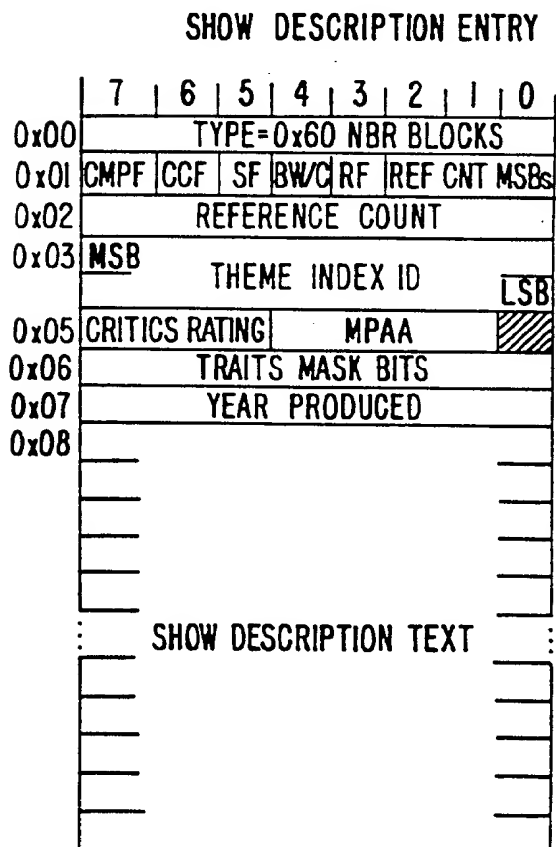 SHOW DESCRIPTION ENTRY
7 | 6 | 5 | 4 | 3 | 2 | 1 | 0
0x00 TYPE=0x60 NBR BLOCKS
0x01 CMPF CCF SF BW/C RF REF CNT MSBs
0x02 REFERENCE COUNT
0x03 MSB
THEME INDEX ID
LSB
0x05 CRITICS RATING MPAA
0x06 TRAITS MASK BITS
0x07 YEAR PRODUCED
0x08
SHOW DESCRIPTION TEXT